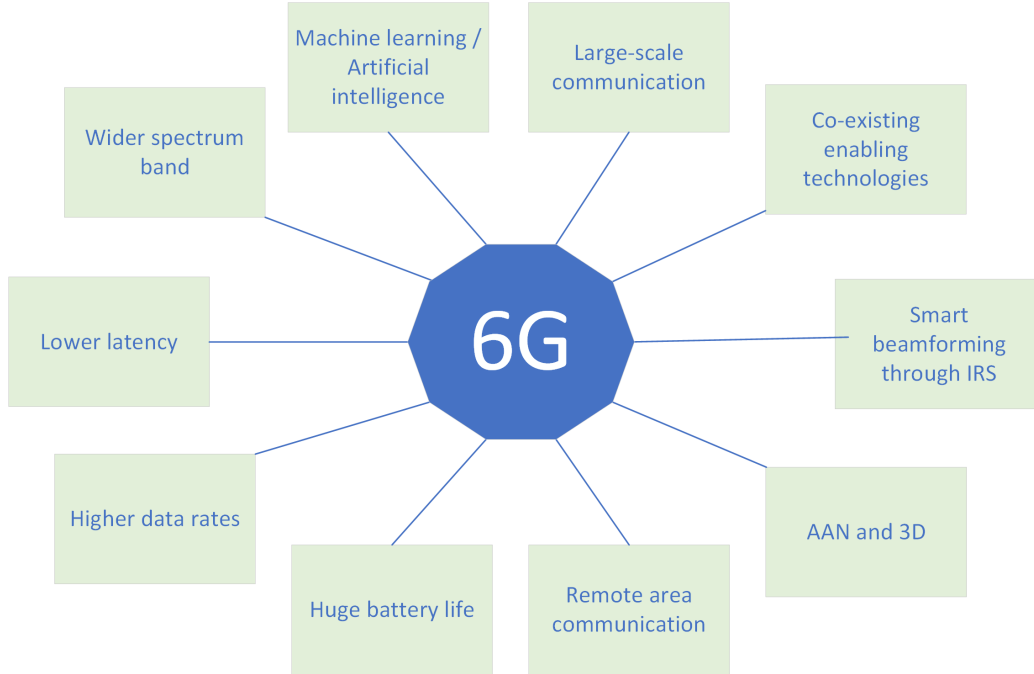 Machine learning /
Artificial
intelligence
Large-scale
communication
Wider spectrum
band
Co-existing
enabling
technologies
Lower latency
6G
Smart
beamforming
through IRS
Higher data rates
AAN and 3D
Huge battery life
Remote area
communication